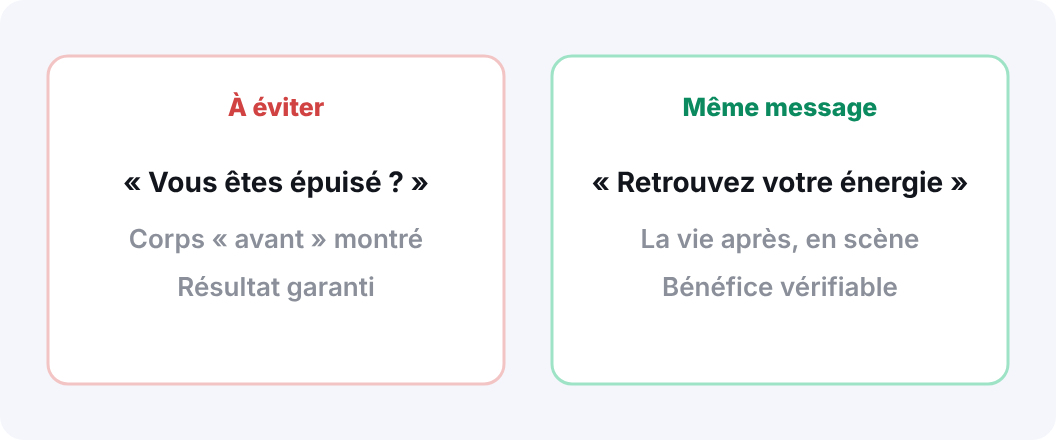 À éviter
« Vous êtes épuisé ? »
Corps « avant » montré
Résultat garanti
Même message
« Retrouvez votre énergie »
La vie après, en scène
Bénéfice vérifiable